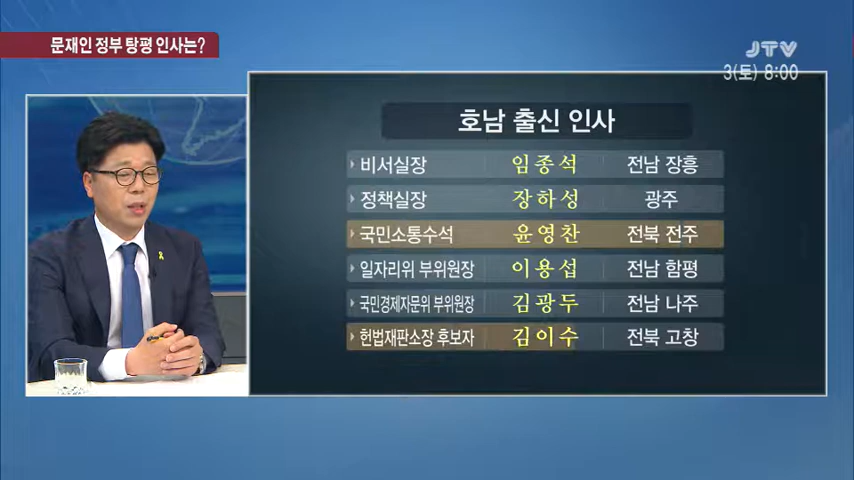 문재인 정부 탕평 인사는?
JTV
3(토) 8:00
호남 출신 인사
비서실장 임종석 전남 장흥
정책실장 장하성 광주
국민소통수석 윤영찬 전북 전주
일자리위 부위원장 이용섭 전남 함평
국민경제자문위 부위원장 김광두 전남 나주
헌법재판소장 후보자 김이수 전북 고창